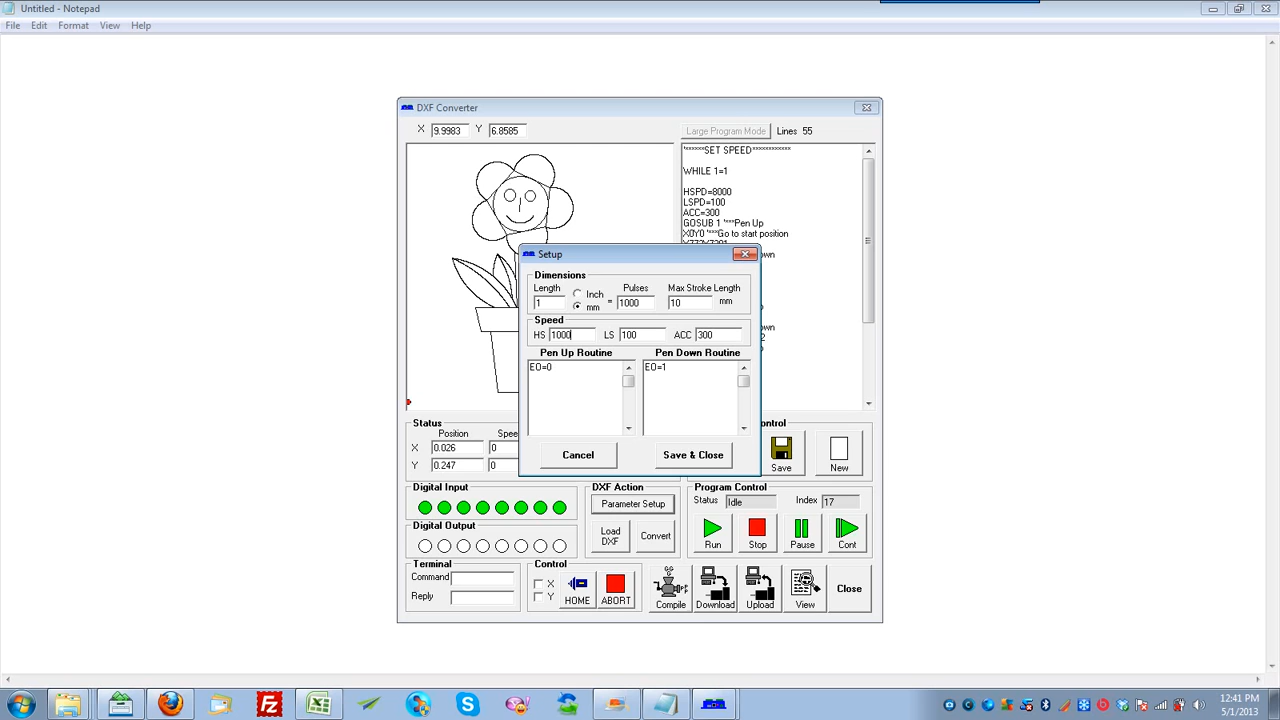 Untitled - Notepad
File Edit Format View Help
DXF Converter
X 9.9983 Y 6.8585
Large Program Mode Lines 55
'******SET SPEED************
WHILE 1=1
HSPD=8000
LSPD=100
ACC=300
GOSUB 1 '***Pen Up
X0Y0 '***Go to start position
Setup
Dimensions
Length Inch Pulses Max Stroke Length
1 mm = 1000 10 mm
Speed
HS 1000 LS 100 ACC 300
Pen Up Routine Pen Down Routine
EO=0 EO=1
Cancel Save & Close
Status
Position
X 0.026 0
Y 0.247 0
Save New
Digital Input
Digital Output
DXF Action
Parameter Setup
Load DXF Convert
Program Control
Status Idle Index 17
Run Stop Pause Cont
Terminal
Command
Reply
Control
X
Y
HOME ABORT
Compile Download Upload View Close
12:41 PM
5/1/2013